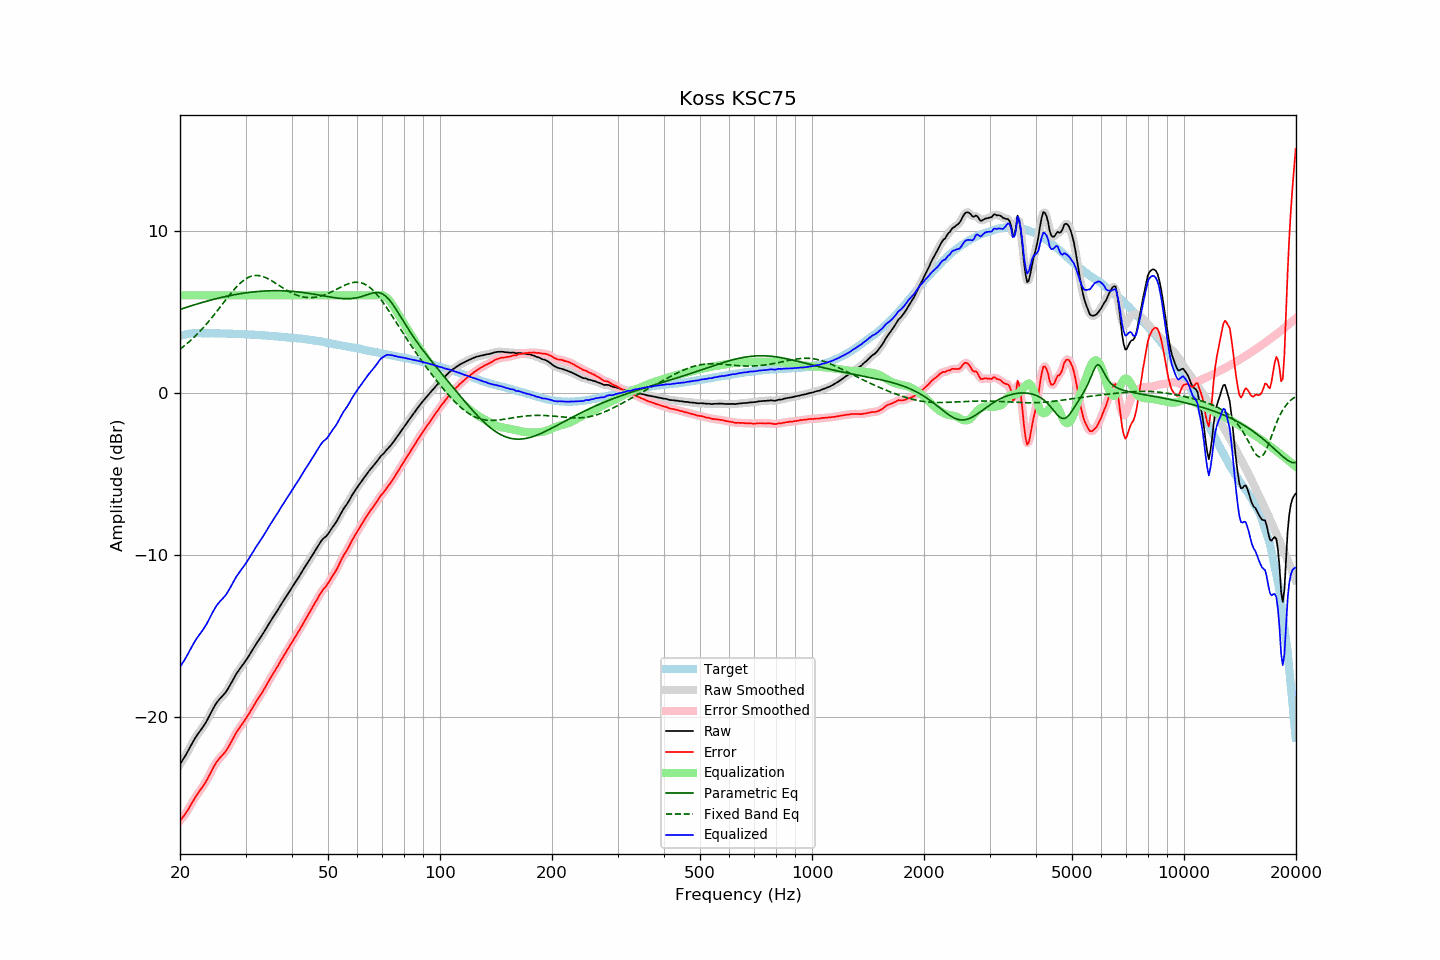 Koss KSC75
Amplitude (dBr)
10
0
−10
−20
20
50
100
200
500
1000
2000
5000
10000
20000
Frequency (Hz)
Target
Raw Smoothed
Error Smoothed
Raw
Error
Equalization
Parametric Eq
Fixed Band Eq
Equalized